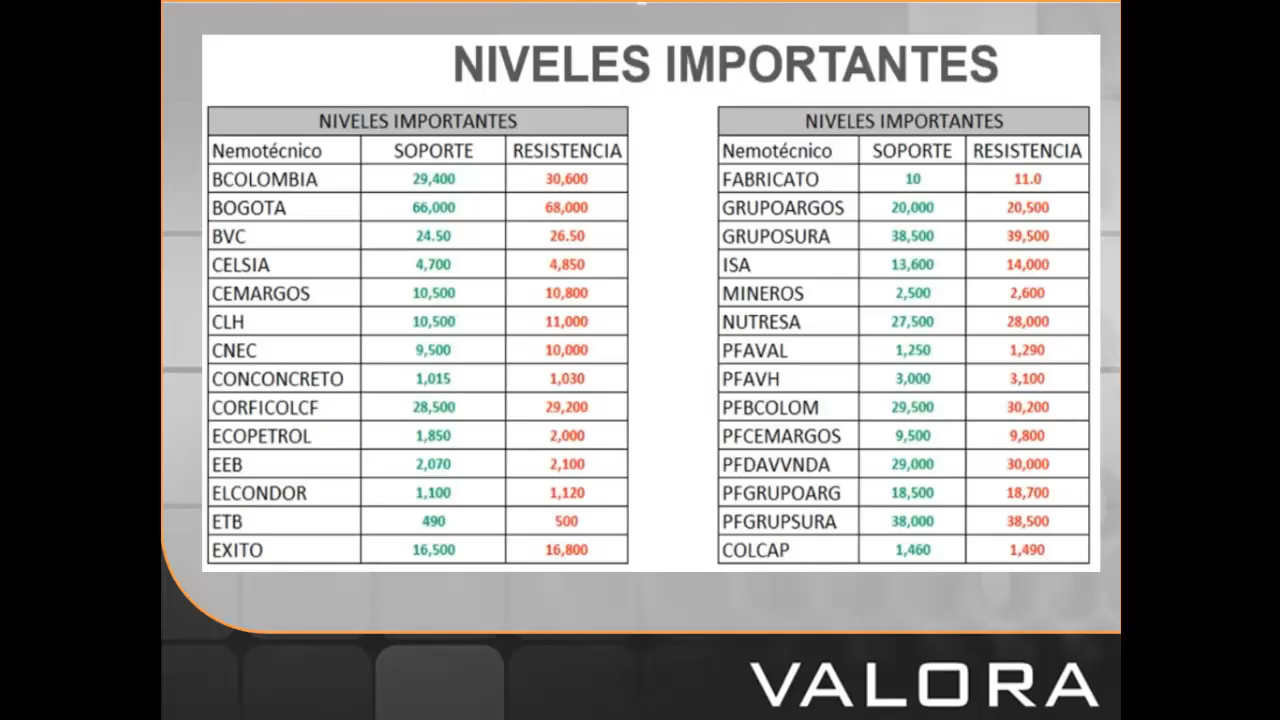 NIVELES IMPORTANTES
NIVELES IMPORTANTES
Nemotécnico SOPORTE RESISTENCIA
BCOLOMBIA 29,400 30,600
BOGOTA 66,000 68,000
BVC 24.50 26.50
CELSIA 4,700 4,850
CEMARGOS 10,500 10,800
CLH 10,500 11,000
CNEC 9,500 10,000
CONCONCRETO 1,015 1,030
CORFICOLCF 28,500 29,200
ECOPETROL 1,850 2,000
EEB 2,070 2,100
ELCONDOR 1,100 1,120
ETB 490 500
EXITO 16,500 16,800
NIVELES IMPORTANTES
Nemotécnico SOPORTE RESISTENCIA
FABRICATO 10 11.0
GRUPOARGOS 20,000 20,500
GRUPOSURA 38,500 39,500
ISA 13,600 14,000
MINEROS 2,500 2,600
NUTRESA 27,500 28,000
PFAVAL 1,250 1,290
PFAVH 3,000 3,100
PFBCOLOM 29,500 30,200
PFCEMARGOS 9,500 9,800
PFDAVVNDA 29,000 30,000
PFGRUPOARG 18,500 18,700
PFGRUPSURA 38,000 38,500
COLCAP 1,460 1,490
VALORA